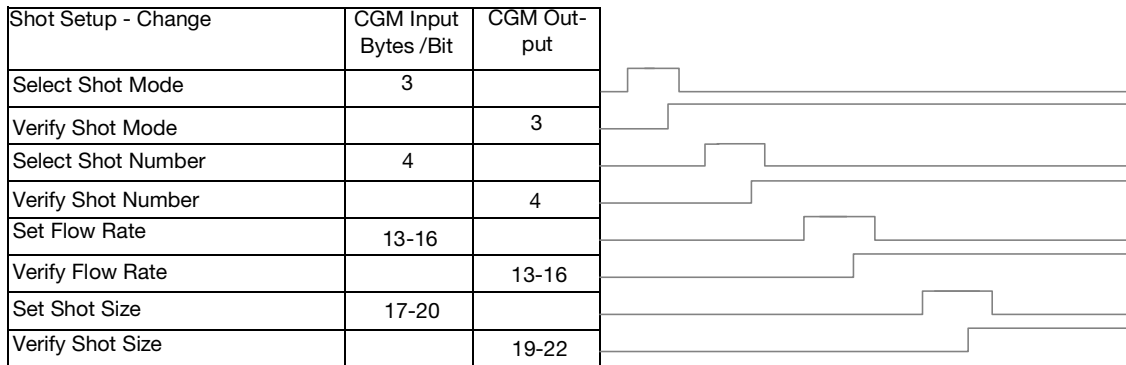 Shot Setup - Change
CGM Input
Bytes /Bit
CGM Out-
put
Select Shot Mode
3
Verify Shot Mode
3
Select Shot Number
4
Verify Shot Number
4
Set Flow Rate
13-16
Verify Flow Rate
13-16
Set Shot Size
17-20
Verify Shot Size
19-22